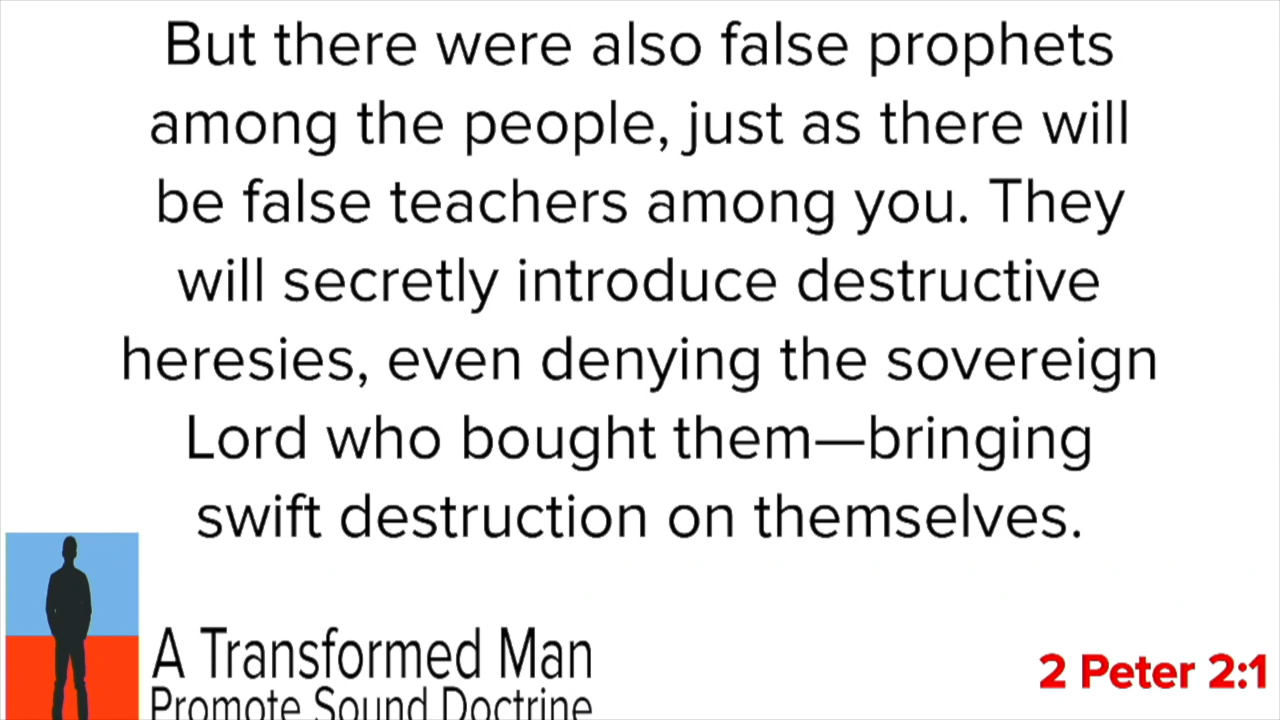 But there were also false prophets
among the people, just as there will
be false teachers among you. They
will secretly introduce destructive
heresies, even denying the sovereign
Lord who bought them—bringing
swift destruction on themselves.
A Transformed Man
Promote Sound Doctrine
2 Peter 2:1